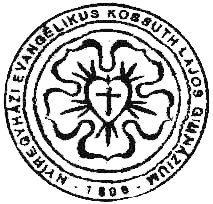 NYÍREGYHÁZI EVANGÉLIKUS KOSSUTH LAJOS GIMNÁZIUM
· 1806 ·